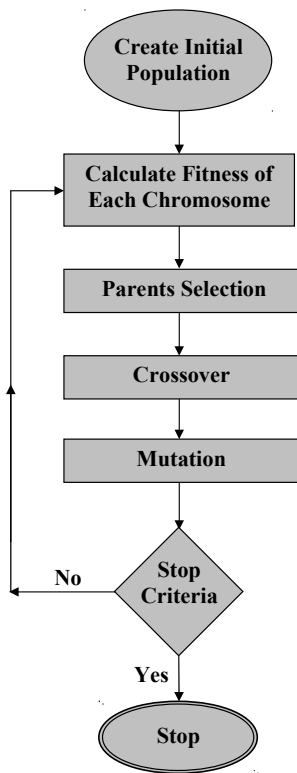 Create Initial
Population
Calculate Fitness of
Each Chromosome
Parents Selection
Crossover
Mutation
Stop
Criteria
No
Yes
Stop